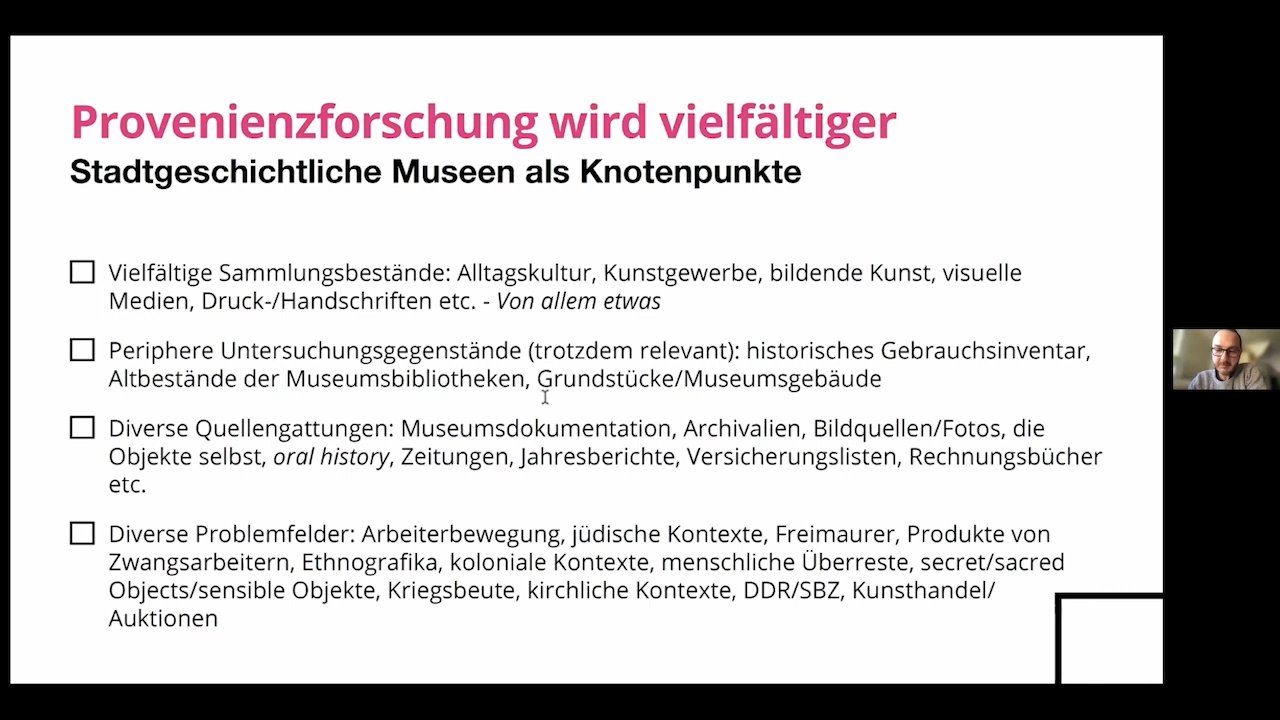 Provenienzforschung wird vielfältiger
Stadtgeschichtliche Museen als Knotenpunkte
Vielfältige Sammlungsbestände: Alltagskultur, Kunstgewerbe, bildende Kunst, visuelle
Medien, Druck-/Handschriften etc. - Von allem etwas
Periphere Untersuchungsgegenstände (trotzdem relevant): historisches Gebrauchsinventar,
Altbestände der Museumsbibliotheken, Grundstücke/Museumsgebäude
Diverse Quellengattungen: Museumsdokumentation, Archivalien, Bildquellen/Fotos, die
Objekte selbst, oral history, Zeitungen, Jahresberichte, Versicherungslisten, Rechnungsbücher
etc.
Diverse Problemfelder: Arbeiterbewegung, jüdische Kontexte, Freimaurer, Produkte von
Zwangsarbeitern, Ethnografika, koloniale Kontexte, menschliche Überreste, secret/sacred
Objects/sensible Objekte, Kriegsbeute, kirchliche Kontexte, DDR/SBZ, Kunsthandel/
Auktionen